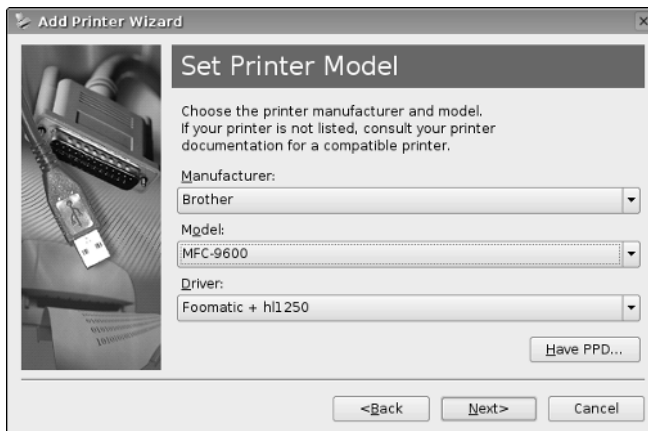 Add Printer Wizard
Set Printer Model
Choose the printer manufacturer and model.
If your printer is not listed, consult your printer
documentation for a compatible printer.
Manufacturer:
Brother
Model:
MFC-9600
Driver:
Foomatic + hl1250
Have PPD...
<Back
Next>
Cancel